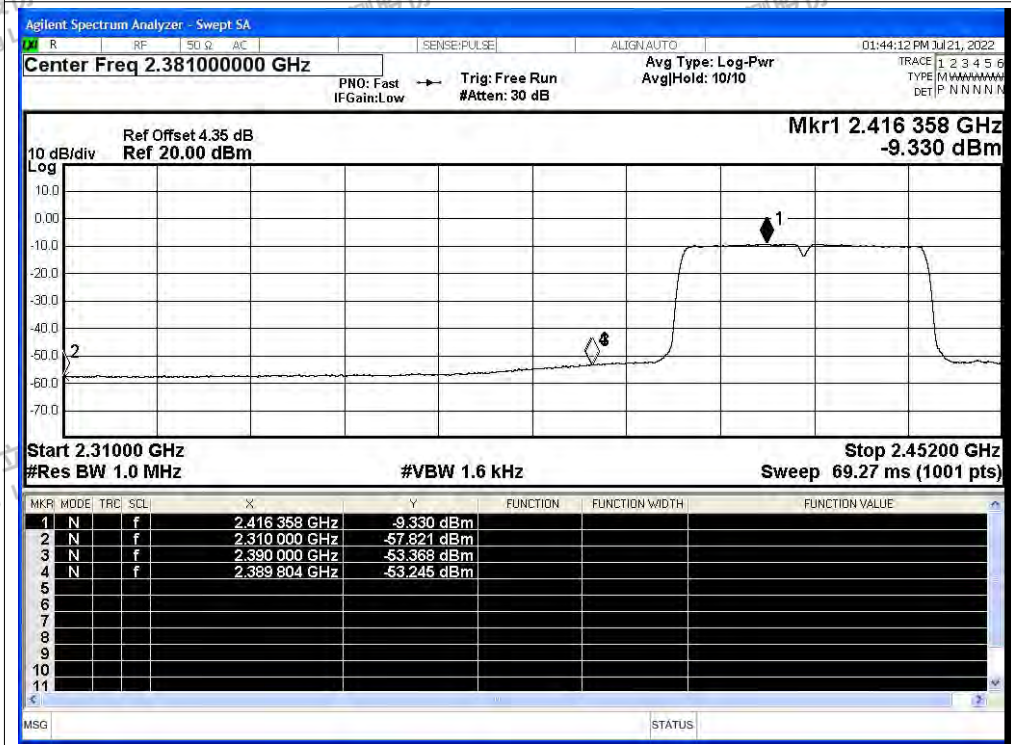 Agilent Spectrum Analyzer - Swept SA
LXI R RF 50 Ω AC SENSE:PULSE ALIGN AUTO 01:44:12 PM Jul 21, 2022
Center Freq 2.381000000 GHz
PNO: Fast
IFGain:Low
Trig: Free Run
#Atten: 30 dB
Avg Type: Log-Pwr
Avg|Hold: 10/10
TRACE 1 2 3 4 5 6
TYPE M WWWWW
DET P N N N N N
Ref Offset 4.35 dB
10 dB/div Ref 20.00 dBm
Log
Mkr1 2.416 358 GHz
-9.330 dBm
10.0
0.00
-10.0
-20.0
-30.0
-40.0
-50.0
-60.0
-70.0
1
2
Start 2.31000 GHz Stop 2.45200 GHz
#Res BW 1.0 MHz #VBW 1.6 kHz Sweep 69.27 ms (1001 pts)
MKR MODE TRC SCL X Y FUNCTION FUNCTION WIDTH FUNCTION VALUE
1 N f 2.416 358 GHz -9.330 dBm
2 N f 2.310 000 GHz -57.821 dBm
3 N f 2.390 000 GHz -53.368 dBm
4 N f 2.389 804 GHz -53.245 dBm
5
6
7
8
9
10
11
MSG STATUS